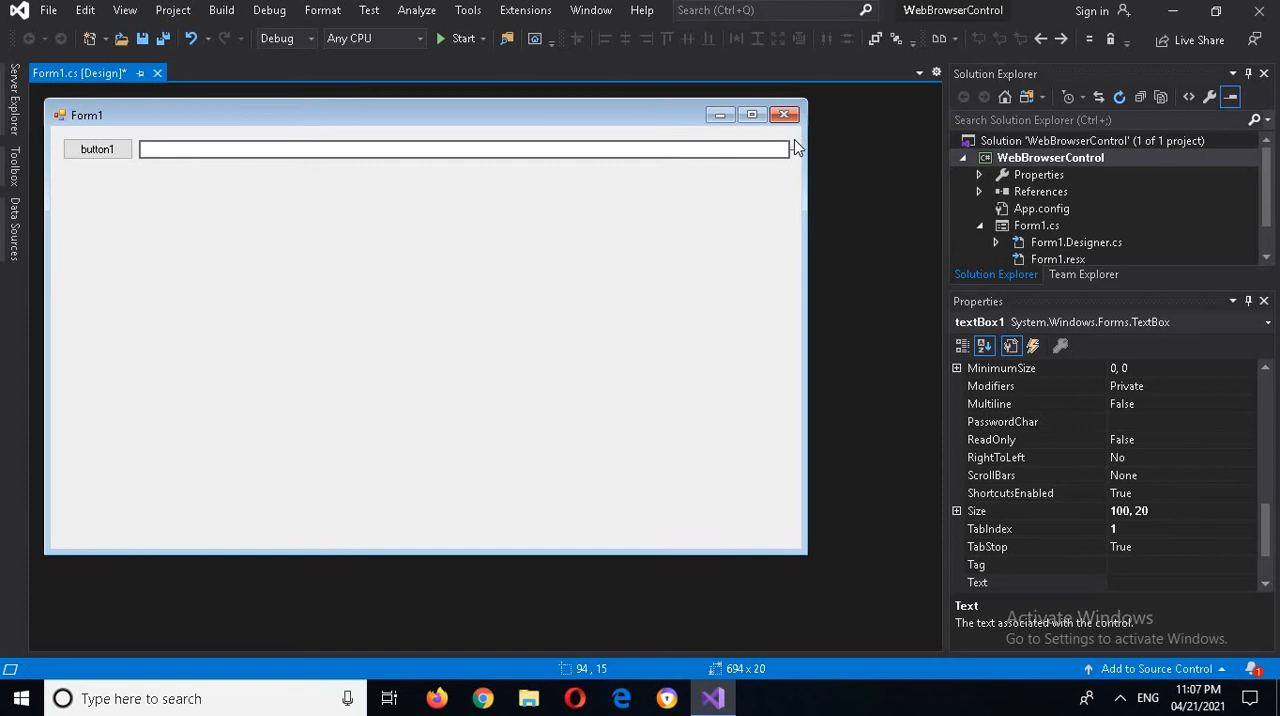 File Edit View Project Build Debug Format Test Analyze Tools Extensions Window Help Search (Ctrl+Q) WebBrowserControl Sign in
Debug Any CPU Start Live Share
Form1.cs [Design]*
Server Explorer
Toolbox
Data Sources
Form1
button1
Solution Explorer
Search Solution Explorer (Ctrl+;)
Solution 'WebBrowserControl' (1 of 1 project)
WebBrowserControl
Properties
References
App.config
Form1.cs
Form1.Designer.cs
Form1.resx
Solution Explorer Team Explorer
Properties
textBox1 System.Windows.Forms.TextBox
MinimumSize 0, 0
Modifiers Private
Multiline False
PasswordChar
ReadOnly False
RightToLeft No
ScrollBars None
ShortcutsEnabled True
Size 100, 20
TabIndex 1
TabStop True
Tag
Text
Text
The text associated with the control.
Activate Windows
Go to Settings to activate Windows.
94 , 15 694 x 20 Add to Source Control 1
Type here to search ENG 11:07 PM
04/21/2021